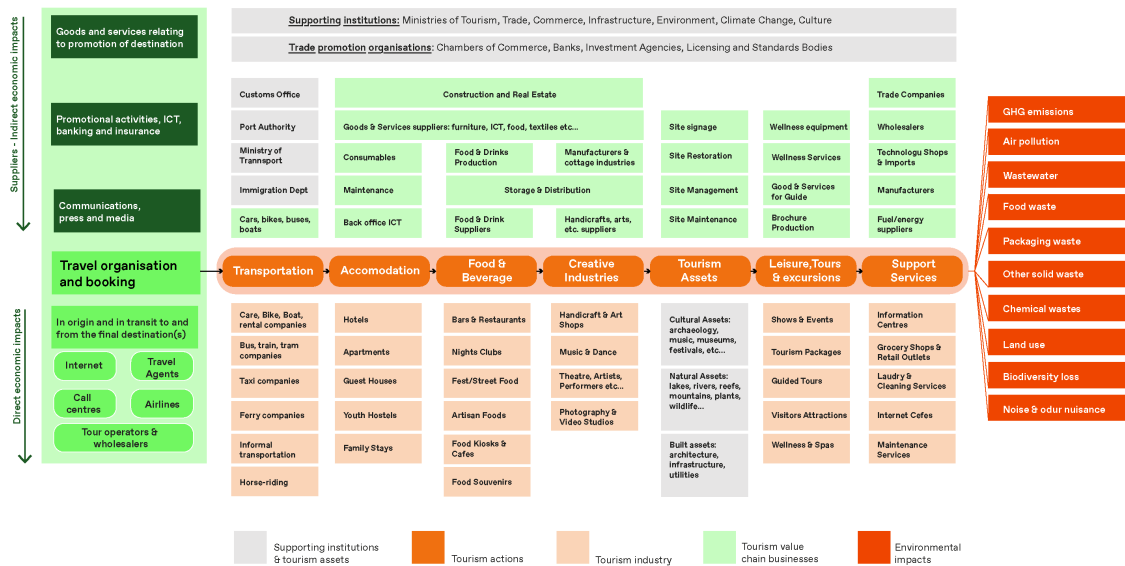 Suppliers - Indirect economic impacts
Direct economic impacts
Goods and services relating
to promotion of destination
Promotional activities, ICT,
banking and insurance
Communications,
press and media
Travel organisation
and booking
In origin and in transit to and
from the final destination(s)
Internet
Travel
Agents
Call
centres
Airlines
Tour operators &
wholesalers
Supporting institutions: Ministries of Tourism, Trade, Commerce, Infrastructure, Environment, Climate Change, Culture
Trade promotion organisations: Chambers of Commerce, Banks, Investment Agencies, Licensing and Standards Bodies
Customs Office
Construction and Real Estate
Trade Companies
Port Authority
Goods & Services suppliers: furniture, ICT, food, textiles etc...
Site signage
Wellness equipment
Wholesalers
Ministry of
Trannsport
Consumables
Food & Drinks
Production
Manufacturers &
cottage industries
Site Restoration
Wellness Services
Technologu Shops
& Imports
Immigration Dept
Maintenance
Storage & Distribution
Site Management
Good & Services
for Guide
Manufacturers
Cars, bikes, buses,
boats
Back office ICT
Food & Drink
Suppliers
Handicrafts, arts,
etc. suppliers
Site Maintenance
Brochure
Production
Fuel/energy
suppliers
Transportation
Accomodation
Food &
Beverage
Creative
Industries
Tourism
Assets
Leisure,Tours
& excursions
Support
Services
Care, Bike, Boat,
rental companies
Bus, train, tram
companies
Taxi companies
Ferry companies
Informal
transportation
Horse-riding
Hotels
Apartments
Guest Houses
Youth Hostels
Family Stays
Bars & Restaurants
Nights Clubs
Fest/Street Food
Artisan Foods
Food Kiosks &
Cafes
Food Souvenirs
Handicraft & Art
Shops
Music & Dance
Theatre, Artists,
Performers etc...
Photography &
Video Studios
Cultural Assets:
archaeology,
music, museums,
festivals, etc...
Natural Assets:
lakes, rivers, reefs,
mountains, plants,
wildlife...
Built assets:
architecture,
infrastructure,
utilities
Shows & Events
Tourism Packages
Guided Tours
Visitors Attractions
Wellness & Spas
Information
Centres
Grocery Shops &
Retail Outlets
Laudry &
Cleaning Services
Internet Cefes
Maintenance
Services
GHG emissions
Air pollution
Wastewater
Food waste
Packaging waste
Other solid waste
Chemical wastes
Land use
Biodiversity loss
Noise & odur nuisance
Supporting institutions
& tourism assets
Tourism actions
Tourism industry
Tourism value
chain businesses
Environmental
impacts